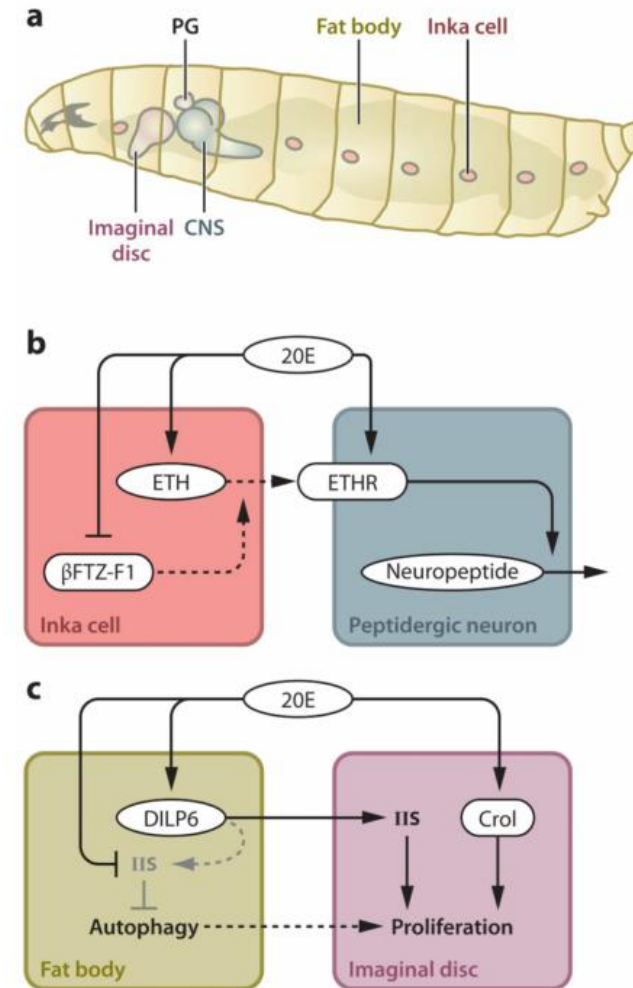 a
PG
Fat body
Inka cell
Imaginal
disc
CNS
b
20E
ETH
ETHR
βFTZ-F1
Neuropeptide
Inka cell
Peptidergic neuron
c
20E
DILP6
IIS
Crol
IIS
Autophagy
Proliferation
Fat body
Imaginal disc